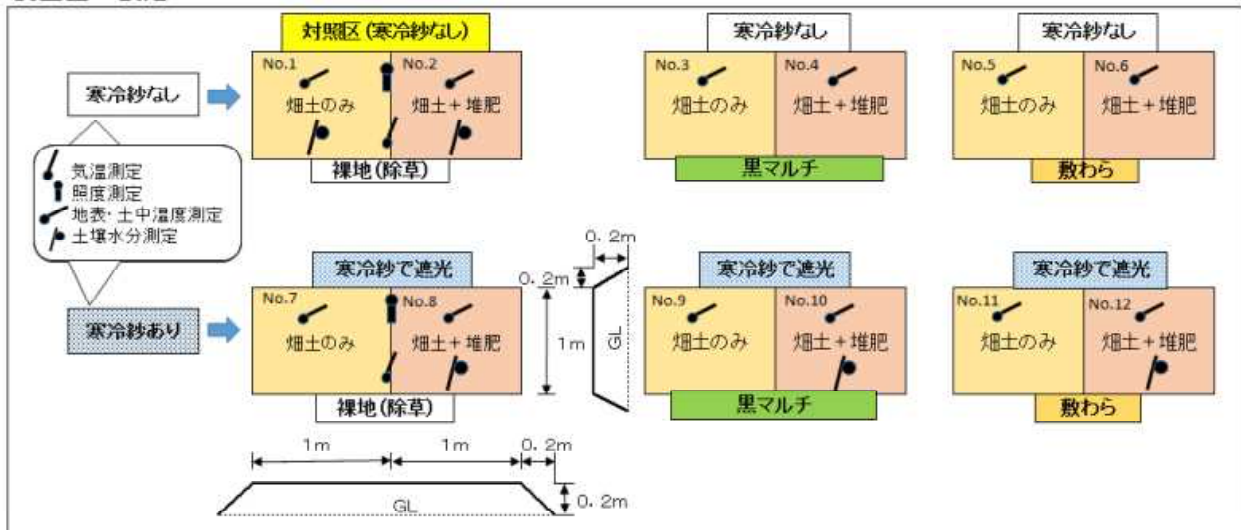 対照区(寒冷紗なし)
寒冷紗なし
寒冷紗なし
寒冷紗なし
No.1
No.2
畑土のみ
畑土+堆肥
裸地(除草)
No.3
No.4
畑土のみ
畑土+堆肥
黒マルチ
No.5
No.6
畑土のみ
畑土+堆肥
敷わら
気温測定
照度測定
地表・土中温度測定
土壌水分測定
寒冷紗あり
寒冷紗で遮光
No.7
No.8
畑土のみ
畑土+堆肥
裸地(除草)
0.2m
0.2m
1m
GL
寒冷紗で遮光
No.9
No.10
畑土のみ
畑土+堆肥
黒マルチ
寒冷紗で遮光
No.11
No.12
畑土のみ
畑土+堆肥
敷わら
1m
1m
0.2m
GL
0.2m